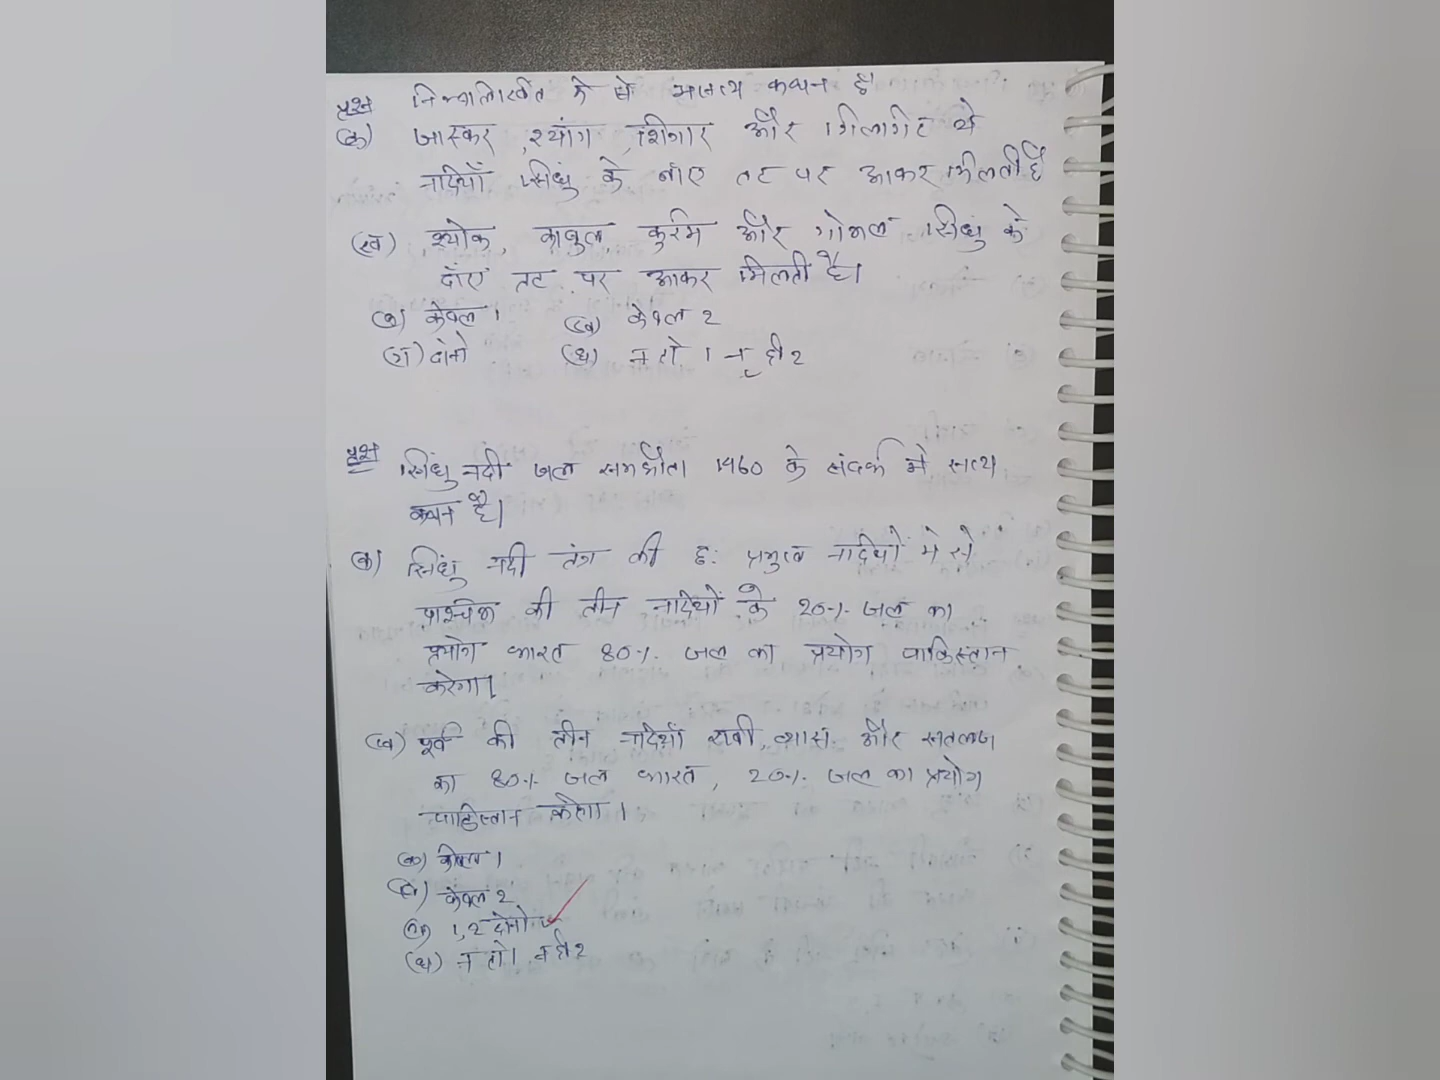 प्रश्न निम्नलिखित में से असत्य कथन है
(क) जास्कर, श्यांग, शिगार और गिलगिट ये
नदियाँ सिंधु के बांए तट पर आकर मिलती हैं
(ख) श्योक, काबुल, कुर्रम और गोमल सिंधु के
दाँए तट पर आकर मिलती है।
(क) केवल 1 (ख) केवल 2
(ग) दोनो (घ) न तो 1 न ही 2
प्रश्न सिंधु नदी जल समझौता 1960 के संदर्भ में सत्य
कथन है।
(क) सिंधु नदी तंत्र की छः प्रमुख नदियों में से
पश्चिम की तीन नदियों के 20% जल का
प्रयोग भारत 80% जल का प्रयोग पाकिस्तान
करेगा।
(ख) पूर्व की तीन नदियाँ रावी, व्यास और सतलज
का 80% जल भारत, 20% जल का प्रयोग
पाकिस्तान करेगा।
(क) केवल 1
(ख) केवल 2
(ग) 1,2 दोनो
(घ) न तो 1 न ही 2